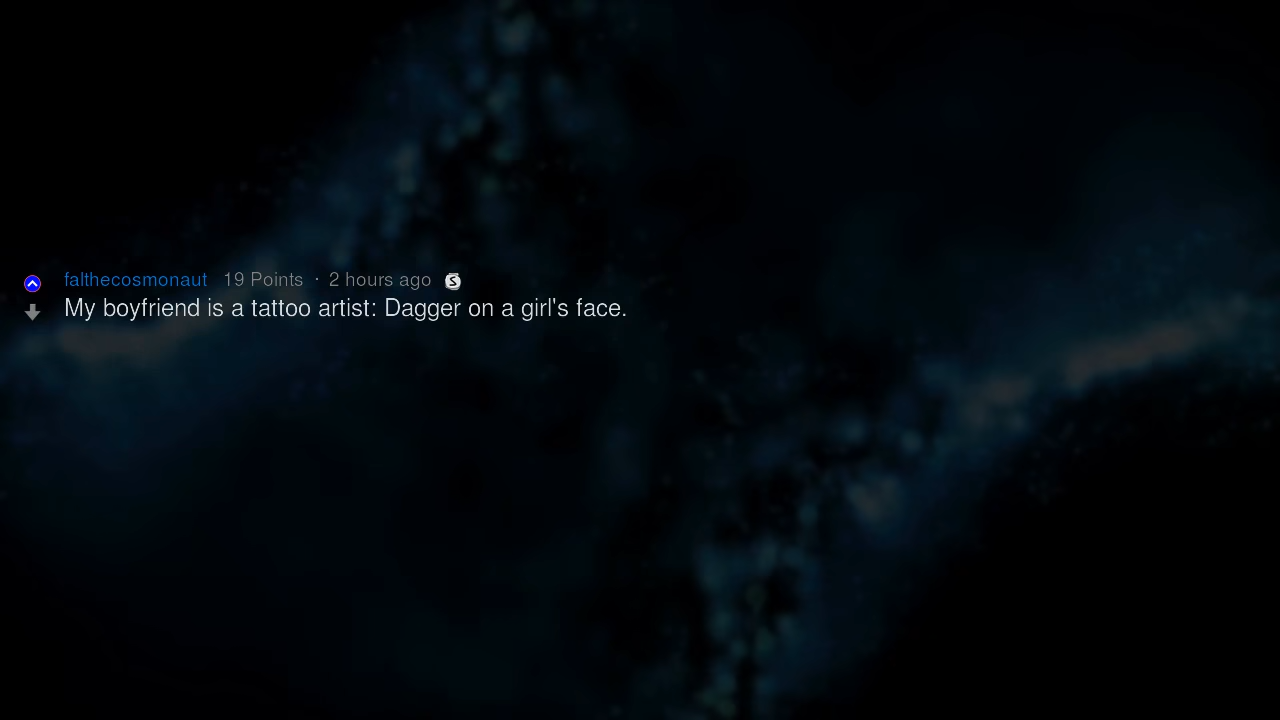 falthecosmonaut 19 Points · 2 hours ago
My boyfriend is a tattoo artist: Dagger on a girl's face.